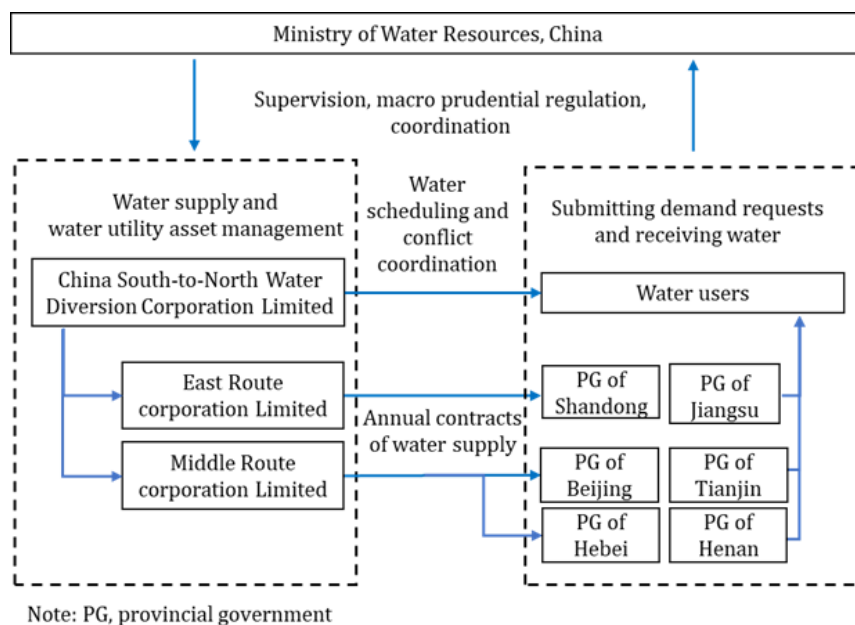 Ministry of Water Resources, China
Supervision, macro prudential regulation,
coordination
Water supply and
water utility asset management
Water
scheduling and
conflict
coordination
Submitting demand requests
and receiving water
China South-to-North Water
Diversion Corporation Limited
Water users
East Route
corporation Limited
Middle Route
corporation Limited
Annual contracts
of water supply
PG of
Shandong
PG of
Jiangsu
PG of
Beijing
PG of
Tianjin
PG of
Hebei
PG of
Henan
Note: PG, provincial government